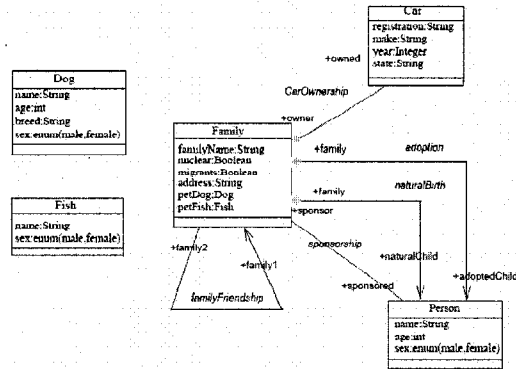 Car
registration:String
make:String
year:Integer
state:String
+owned
CarOwnership
+owner
Dog
name:String
age:int
breed:String
sex:enum(male,female)
Family
familyName:String
nuclear:Boolean
migrants:Boolean
address:String
petDog:Dog
petFish:Fish
+family
adoption
+family
naturalBirth
+sponsor
sponsorship
Fish
name:String
sex:enum(male,female)
+family2
+family1
familyFriendship
+naturalChild
+adoptedChild
+sponsored
Person
name:String
age:int
sex:enum(male,female)